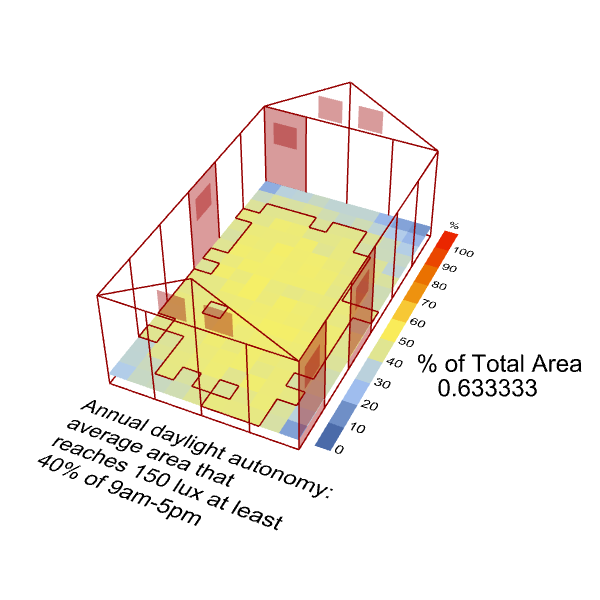 %
100
90
80
70
60
50
40
30
20
10
0
% of Total Area
0.633333
Annual daylight autonomy:
average area that
reaches 150 lux at least
40% of 9am-5pm